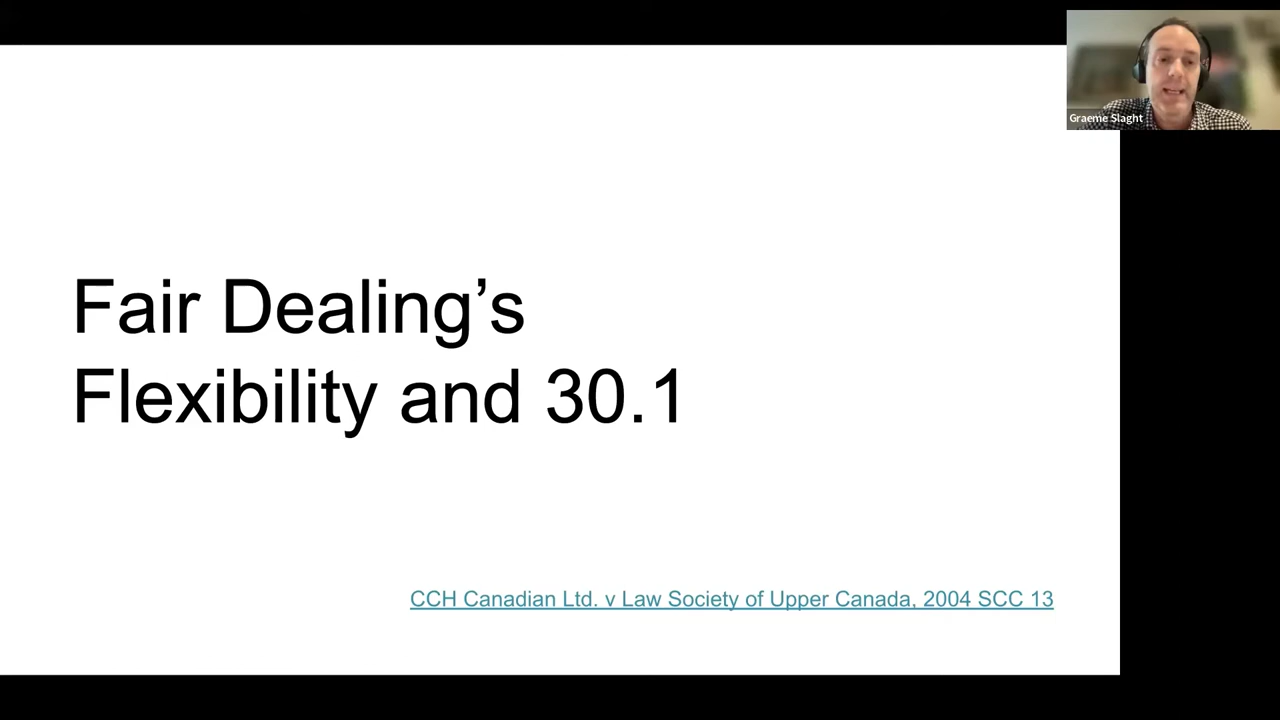 Graeme Slaght
Fair Dealing’s
Flexibility and 30.1
CCH Canadian Ltd. v Law Society of Upper Canada, 2004 SCC 13